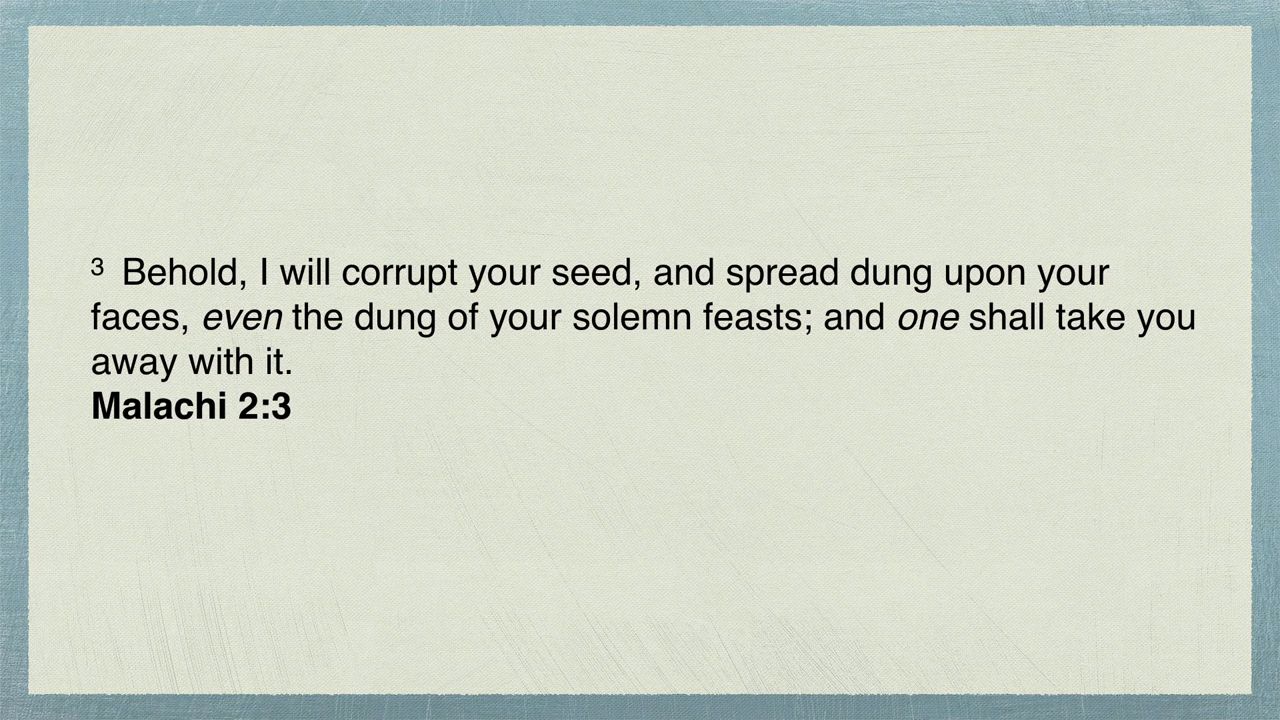 3 Behold, I will corrupt your seed, and spread dung upon your
faces, even the dung of your solemn feasts; and one shall take you
away with it.
Malachi 2:3